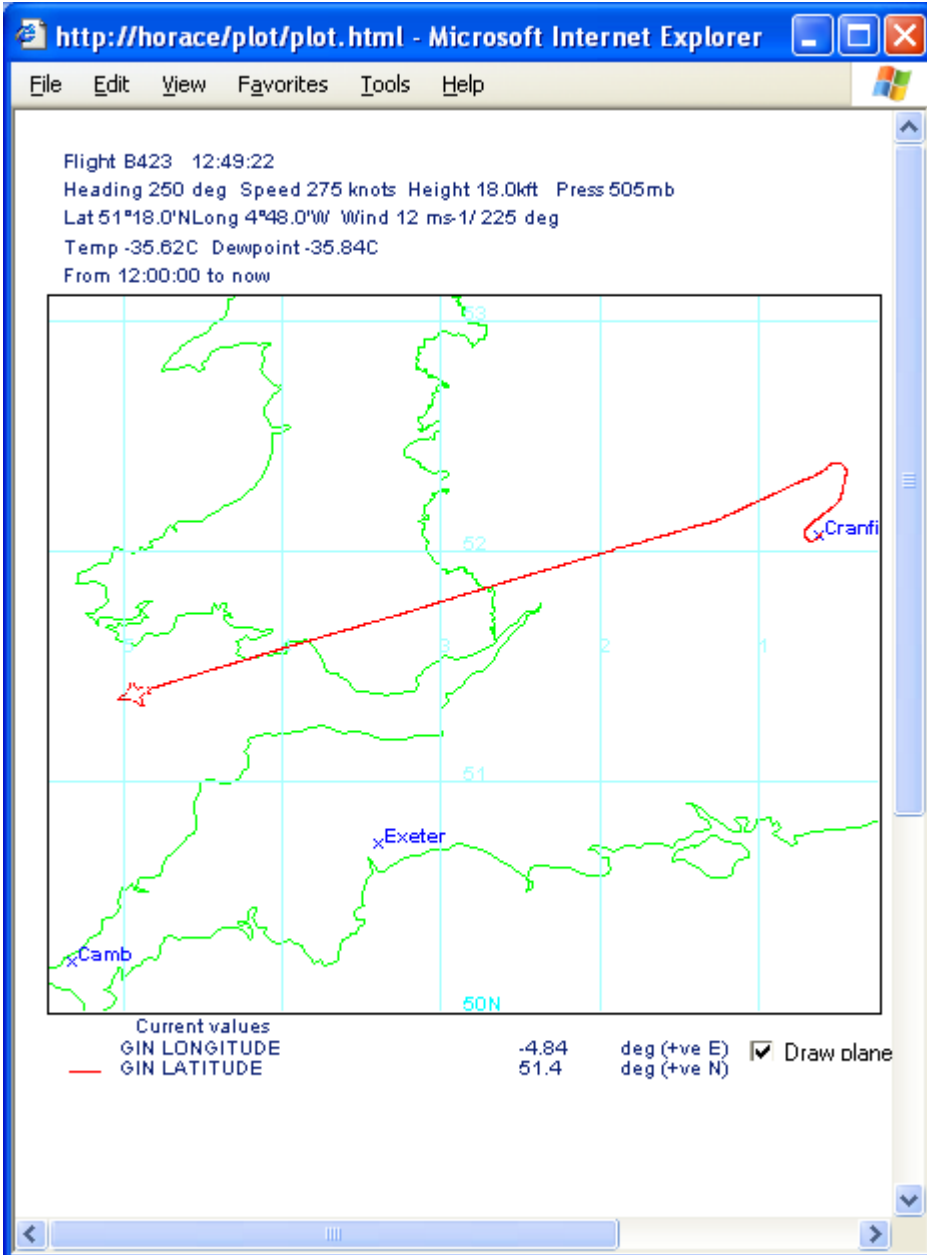 http://horace/plot/plot.html - Microsoft Internet Explorer
File Edit View Favorites Tools Help
Flight B423 12:49:22
Heading 250 deg Speed 275 knots Height 18.0kft Press 505mb
Lat 51°18.0'NLong 4°48.0'W Wind 12 ms-1/ 225 deg
Temp -35.62C Dewpoint -35.84C
From 12:00:00 to now
53
Cranfi
52
5 3 2 1
51
Exeter
Camb
50N
Current values
GIN LONGITUDE -4.84 deg (+ve E)
GIN LATITUDE 51.4 deg (+ve N)
Draw plane